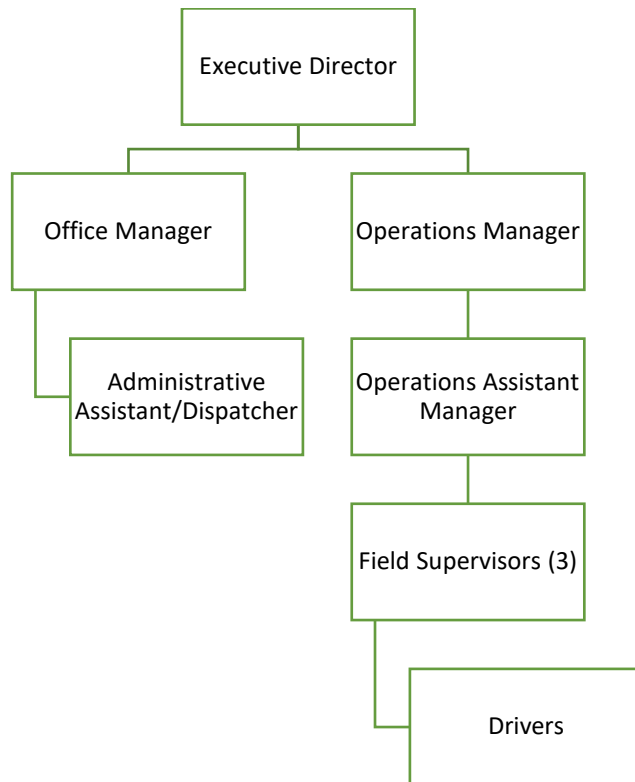 Executive Director
Office Manager
Operations Manager
Administrative
Assistant/Dispatcher
Operations Assistant
Manager
Field Supervisors (3)
Drivers